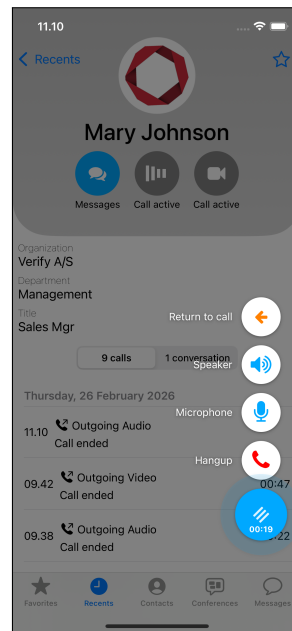 11.10
Recents
Mary Johnson
Messages
Call active
Call active
Organization
Verify A/S
Department
Management
Title
Sales Mgr
Return to call
9 calls
1 conversation
Speaker
Thursday, 26 February 2026
Microphone
11.10
Outgoing Audio
Call ended
Hangup
09.42
Outgoing Video
00:47
Call ended
00:19
09.38
Outgoing Audio
:22
Call ended
Favorites
Recents
Contacts
Conferences
Messages